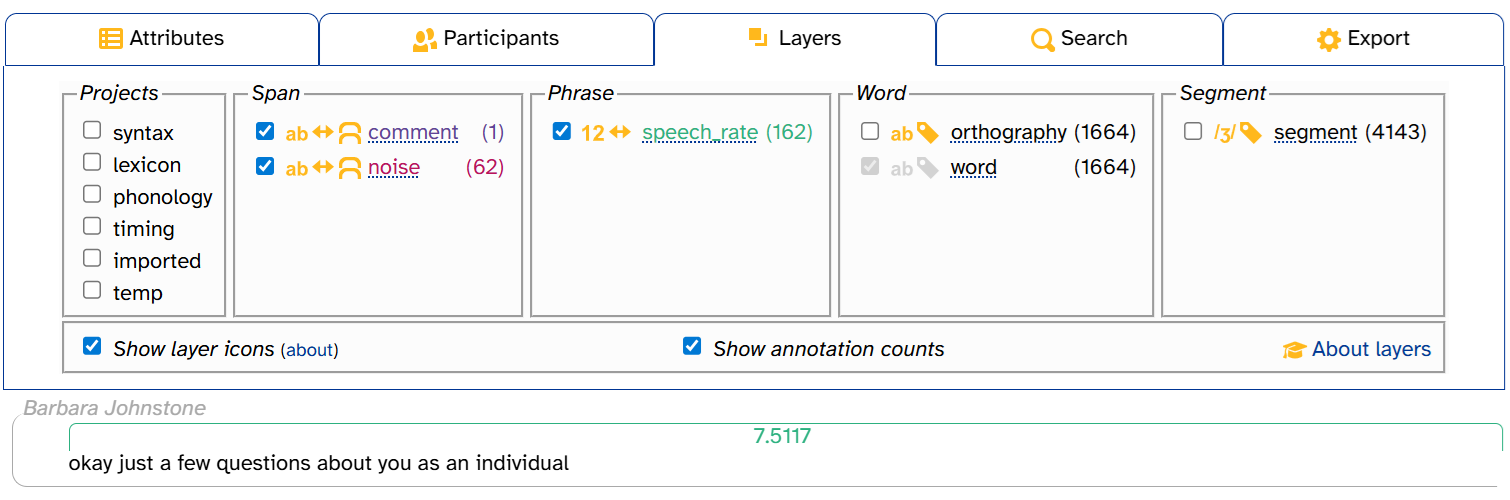 Attributes Participants Layers Search Export
Projects Span Phrase Word Segment
syntax ab comment (1) 12 speech_rate (162) ab orthography (1664) /ʒ/ segment (4143)
lexicon ab noise (62) ab word (1664)
phonology
timing
imported
temp
Show layer icons (about) Show annotation counts About layers
Barbara Johnstone
7.5117
okay just a few questions about you as an individual